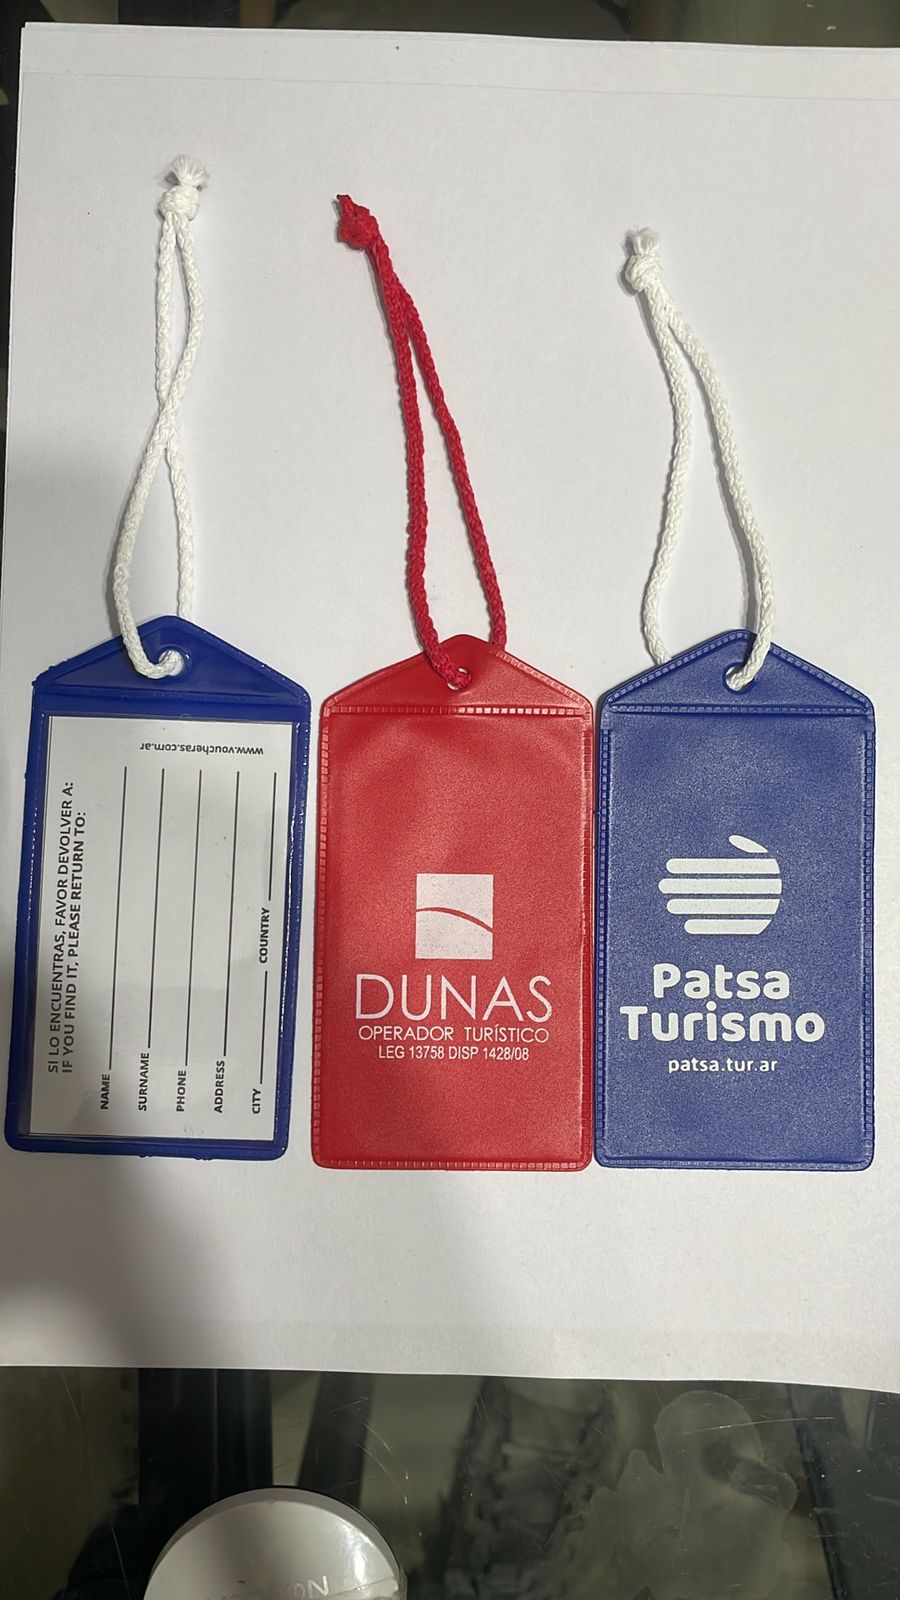 SI LO ENCUENTRAS, FAVOR DEVOLVER A:
IF YOU FIND IT, PLEASE RETURN TO:
NAME
SURNAME
PHONE
ADDRESS
CITY COUNTRY
www.voucheras.com.ar
DUNAS
OPERADOR TURÍSTICO
LEG 13758 DISP 1428/08
Patsa
Turismo
patsa.tur.ar